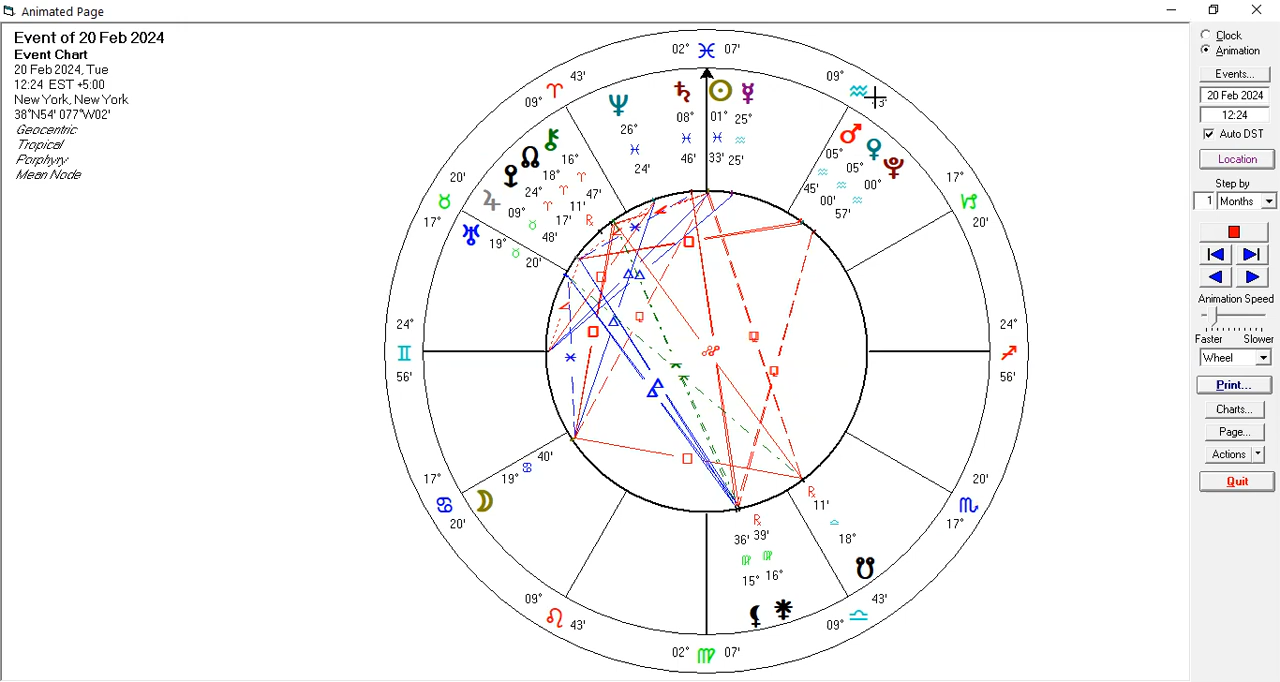 Animated Page
Event of 20 Feb 2024
Event Chart
20 Feb 2024, Tue
12:24 EST +5:00
New York, New York
38°N54' 077°W02'
Geocentric
Tropical
Porphyry
Mean Node
02° ♓ 07'
09° ♒
17° ♑ 20'
24° ♐ 56'
20' ♏ 17°
43' ♎ 09°
02° ♍ 07'
09° ♌ 43'
17° ♋ 20'
24° ♊ 56'
20' ♉ 17°
43' ♈ 09°
♆ 26° ♓ 24'
♄ 08° ♓ 46'
☉ 01° ♓ 33'
☿ 25° ♒ 25'
♂ 05° ♒ 45'
♀ 05° ♒ 00'
♇ 00° ♒ 57'
⚷ 16° ♈ 47'
☊ 18° ♈ 11' ℞
24° ♈ 17'
♃ 09° ♉ 48'
♅ 19° ♉ 20'
☽ 19° ♋ 40'
⚸ 15° ♍ 36'
⚵ 16° ♍ 39' ℞
☋ 18° ♎ 11' ℞
Clock
Animation
Events...
20 Feb 2024
12:24
Auto DST
Location
Step by
1 Months
Animation Speed
Faster Slower
Wheel
Print...
Charts...
Page...
Actions
Quit